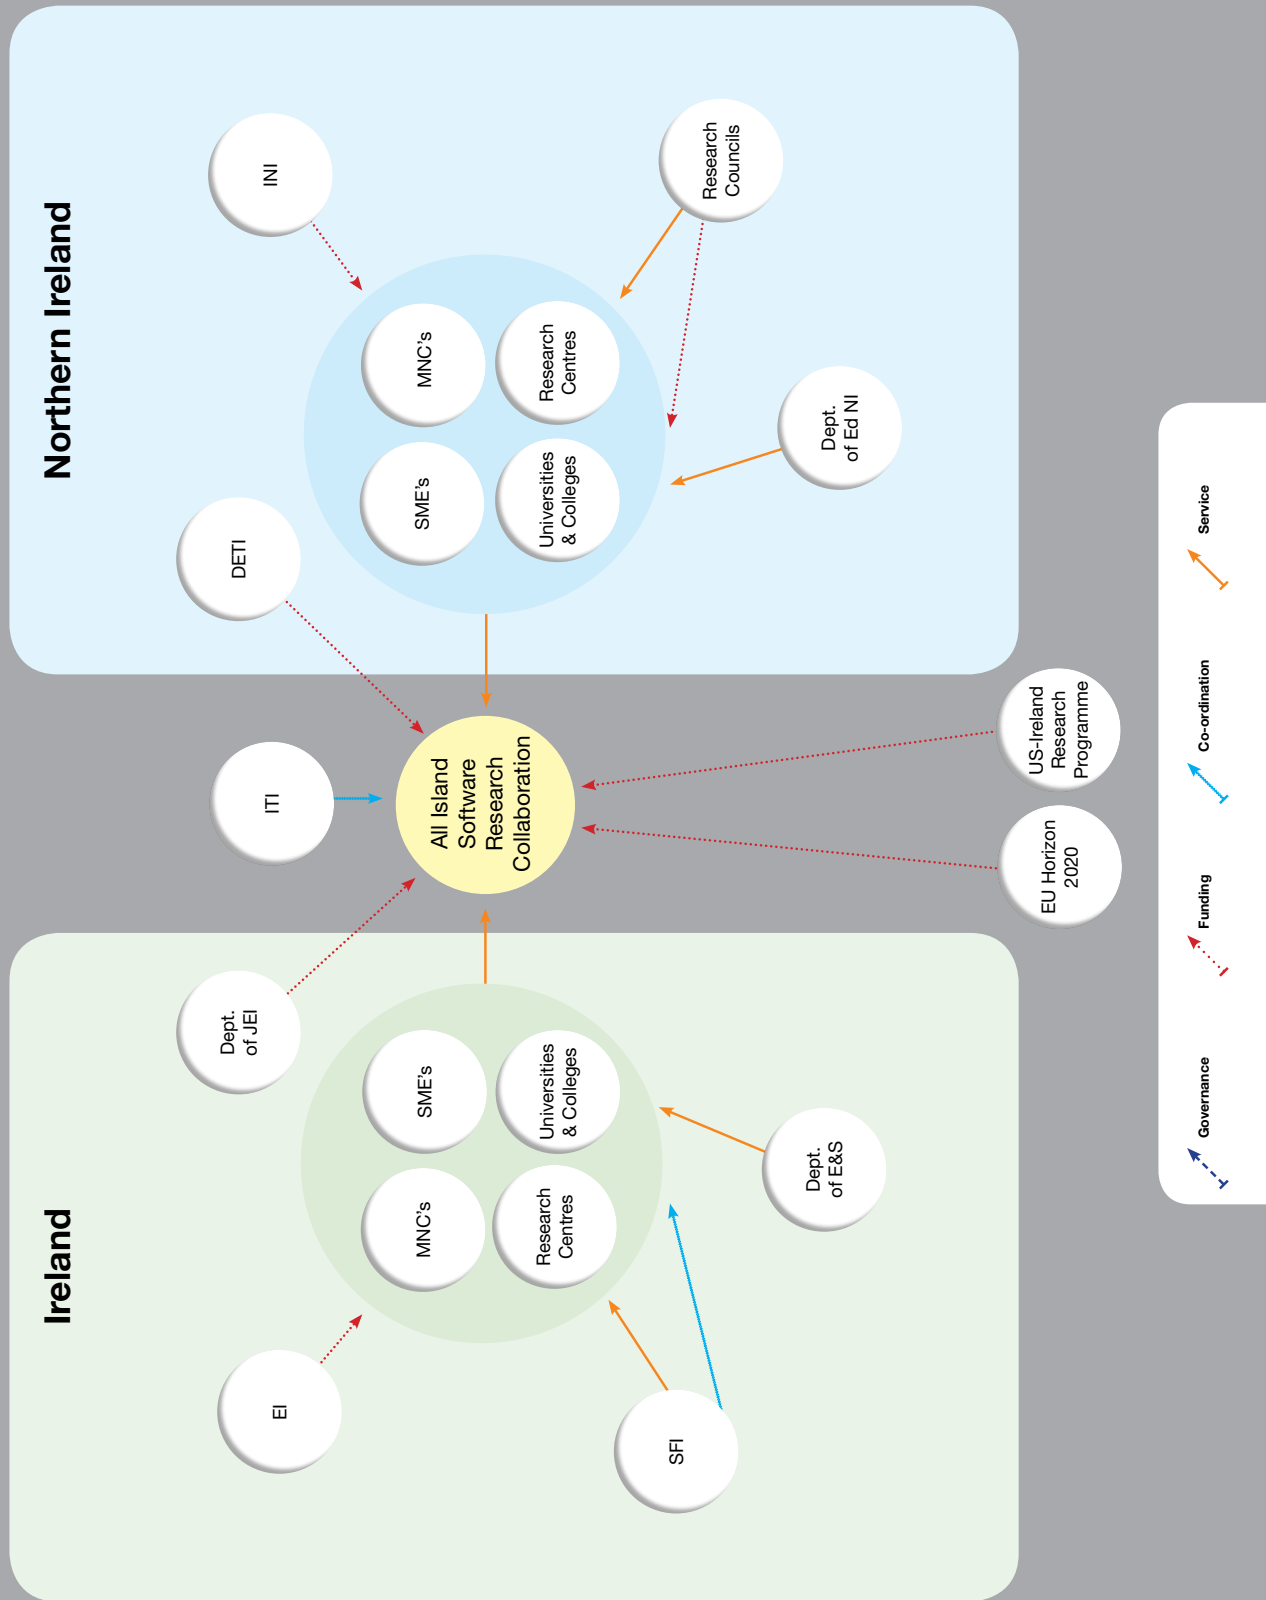 Ireland
Northern Ireland
EI
Dept.
of JEI
ITI
DETI
INI
MNC's
SME's
Research
Centres
Universities
& Colleges
All Island
Software
Research
Collaboration
SME's
MNC's
Universities
& Colleges
Research
Centres
SFI
Dept.
of E&S
Dept.
of Ed NI
Research
Councils
EU Horizon
2020
US-Ireland
Research
Programme
Governance
Funding
Co-ordination
Service